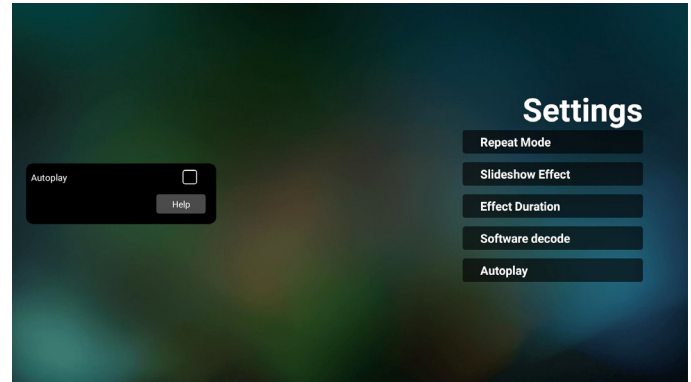 Settings
Repeat Mode
Slideshow Effect
Effect Duration
Software decode
Autoplay
Autoplay
Help